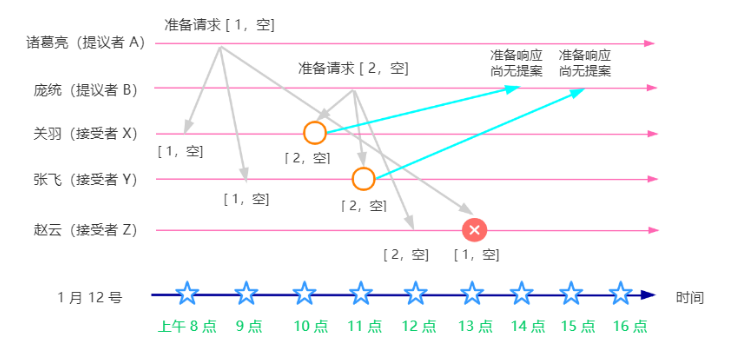 准备请求 [ 1，空]
诸葛亮（提议者 A）
准备响应
尚无提案
准备响应
尚无提案
准备请求 [ 2，空]
庞统（提议者 B）
关羽（接受者 X）
[ 1，空]
[ 2，空]
张飞（接受者 Y）
[ 1，空]
[ 2，空]
赵云（接受者 Z）
[ 2，空]
[ 1，空]
1 月 12 号
时间
上午 8 点
9 点
10 点
11 点
12 点
13 点
14 点
15 点
16 点